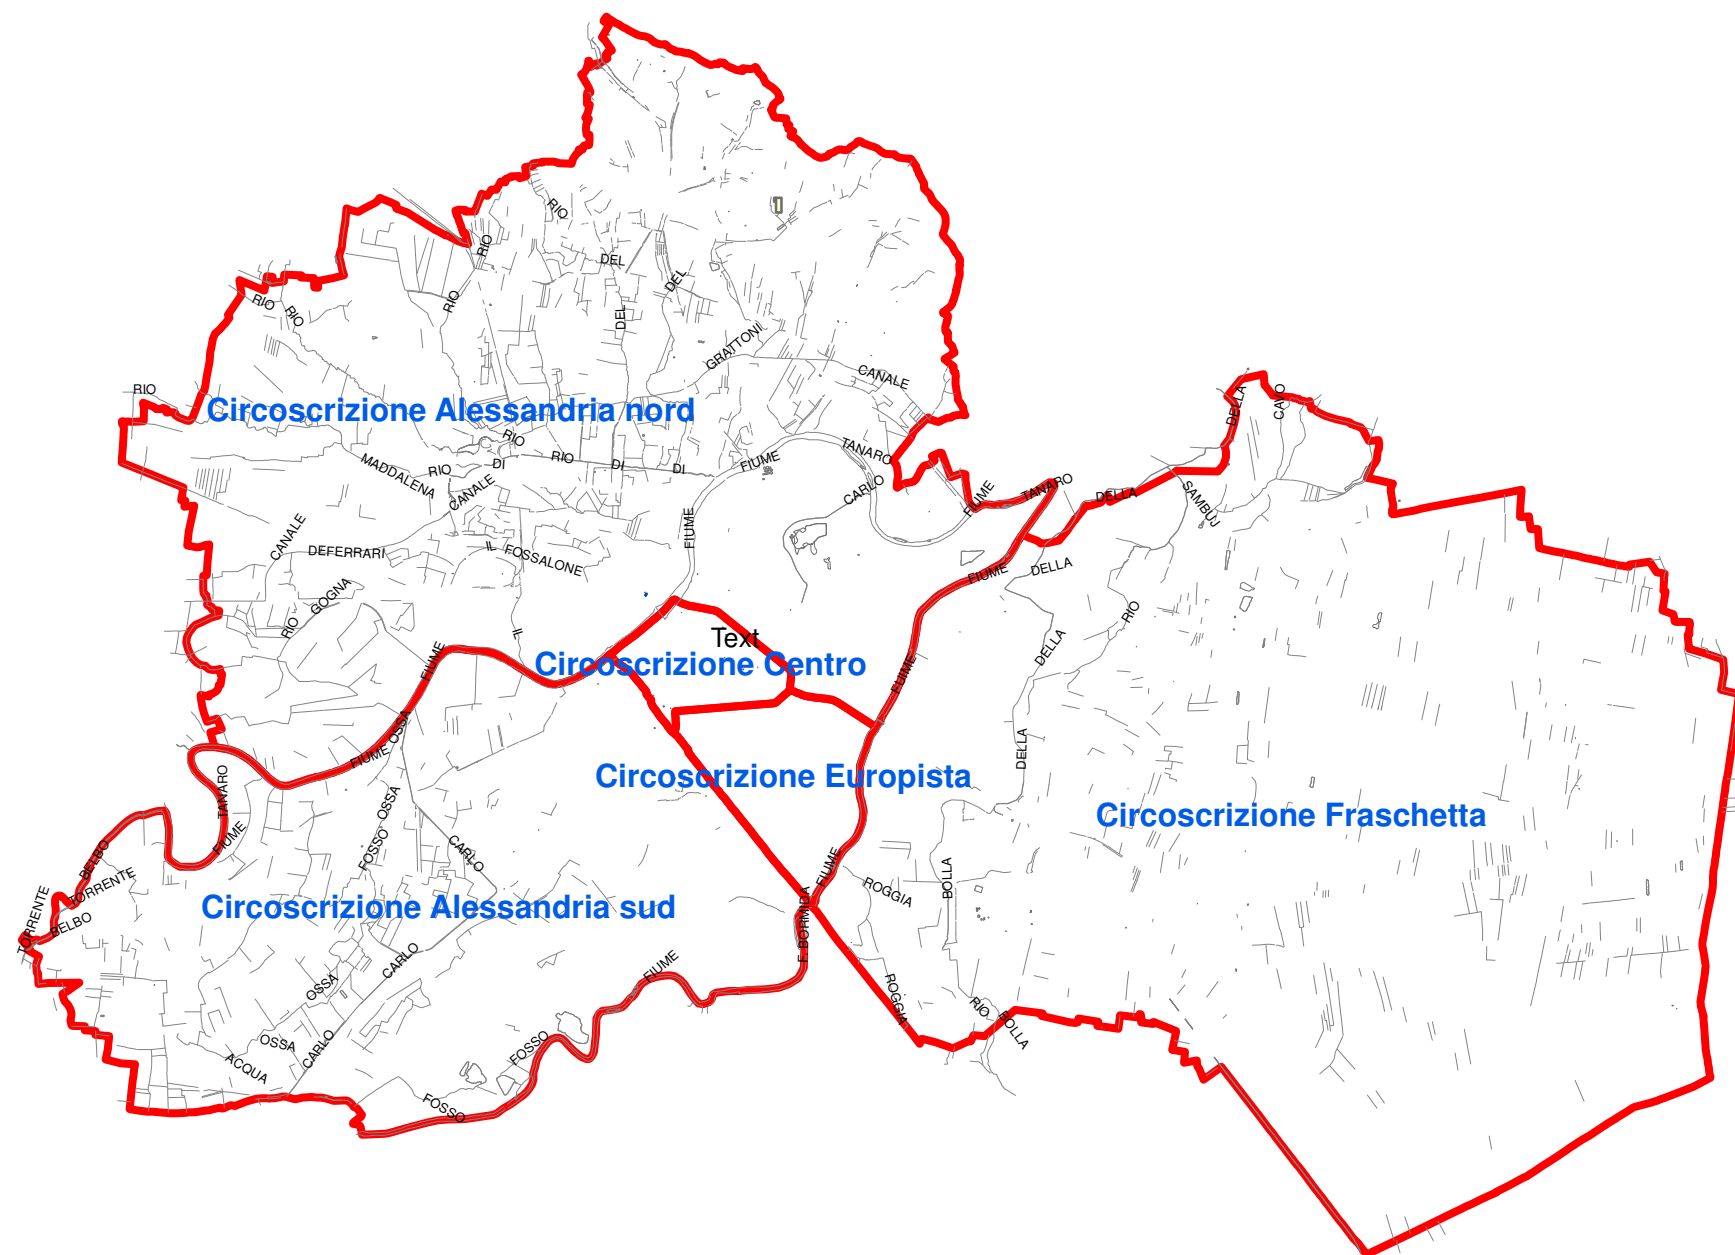 RIO
RIO
DEL
RIO
DEL
RIO
RIO
RIO
DEL
GRATTONI
CANALE
RIO
DELLA
CAVO
Circoscrizione Alessandria nord
RIO
TANARO
MADDALENA
RIO
DI
RIO
DI
DI
FIUME
CANALE
CARLO
FIUME
TANARO
DELLA
SAMBUJ
CANALE
DEFERRARI
IL
FOSSALONE
FIUME
FIUME
DELLA
RIO
GOGNA
RIO
IL
Text
DELLA
FIUME
Circoscrizione Centro
FUIME
OSSA
FIUME
DELLA
TANARO
Circoscrizione Europista
OSSA
Circoscrizione Fraschetta
FIUME
FOSSO
CARLO
BELBO
FIUME
TORRENTE
ROGGIA
BOLLA
TORRENTE
BELBO
Circoscrizione Alessandria sud
F. BORMIDA
CARLO
FIUME
OSSA
ROGGIA
RIO
BOLLA
OSSA
CARLO
FOSSO
ACQUA
FOSSO